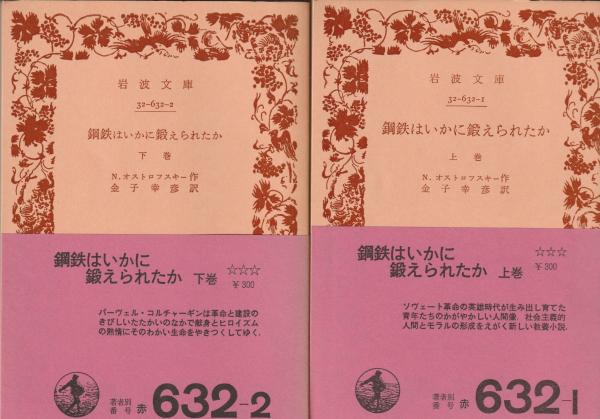 岩波文庫
32-632-2
鋼鉄はいかに鍛えられたか
下巻
N.オストロフスキー作
金子幸彦訳
鋼鉄はいかに
鍛えられたか 下巻
☆☆☆
¥300
パーヴェル・コルチャーギンは革命と建設の
きびしいたたかいのなかで献身とヒロイズム
の熱情にそのわかい生命をやきつくしてゆく.
著者別
番号 赤 632-2
岩波文庫
32-632-1
鋼鉄はいかに鍛えられたか
上巻
N.オストロフスキー作
金子幸彦訳
鋼鉄はいかに
鍛えられたか 上巻
☆☆☆
¥300
ソヴェート革命の英雄時代が生み出し育てた
青年たちのかがやかしい人間像. 社会主義的
人間とモラルの形成をえがく新しい教養小説.
著者別
番号 赤 632-1